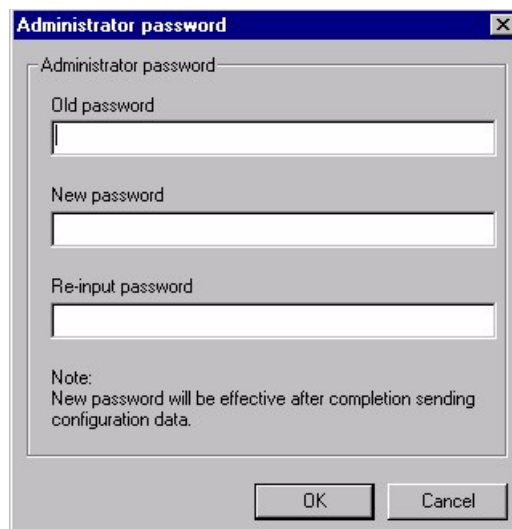 Administrator password
Administrator password
Old password
New password
Re-input password
Note:
New password will be effective after completion sending
configuration data.
OK Cancel